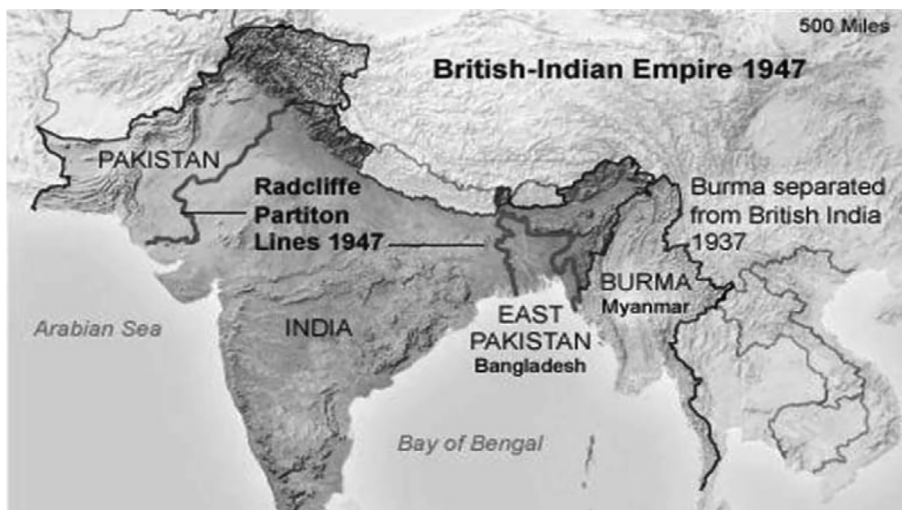 500 Miles
British-Indian Empire 1947
PAKISTAN
Radcliffe
Partiton
Lines 1947
Burma separated
from British India
1937
BURMA
Myanmar
EAST
PAKISTAN
Bangladesh
INDIA
Arabian Sea
Bay of Bengal